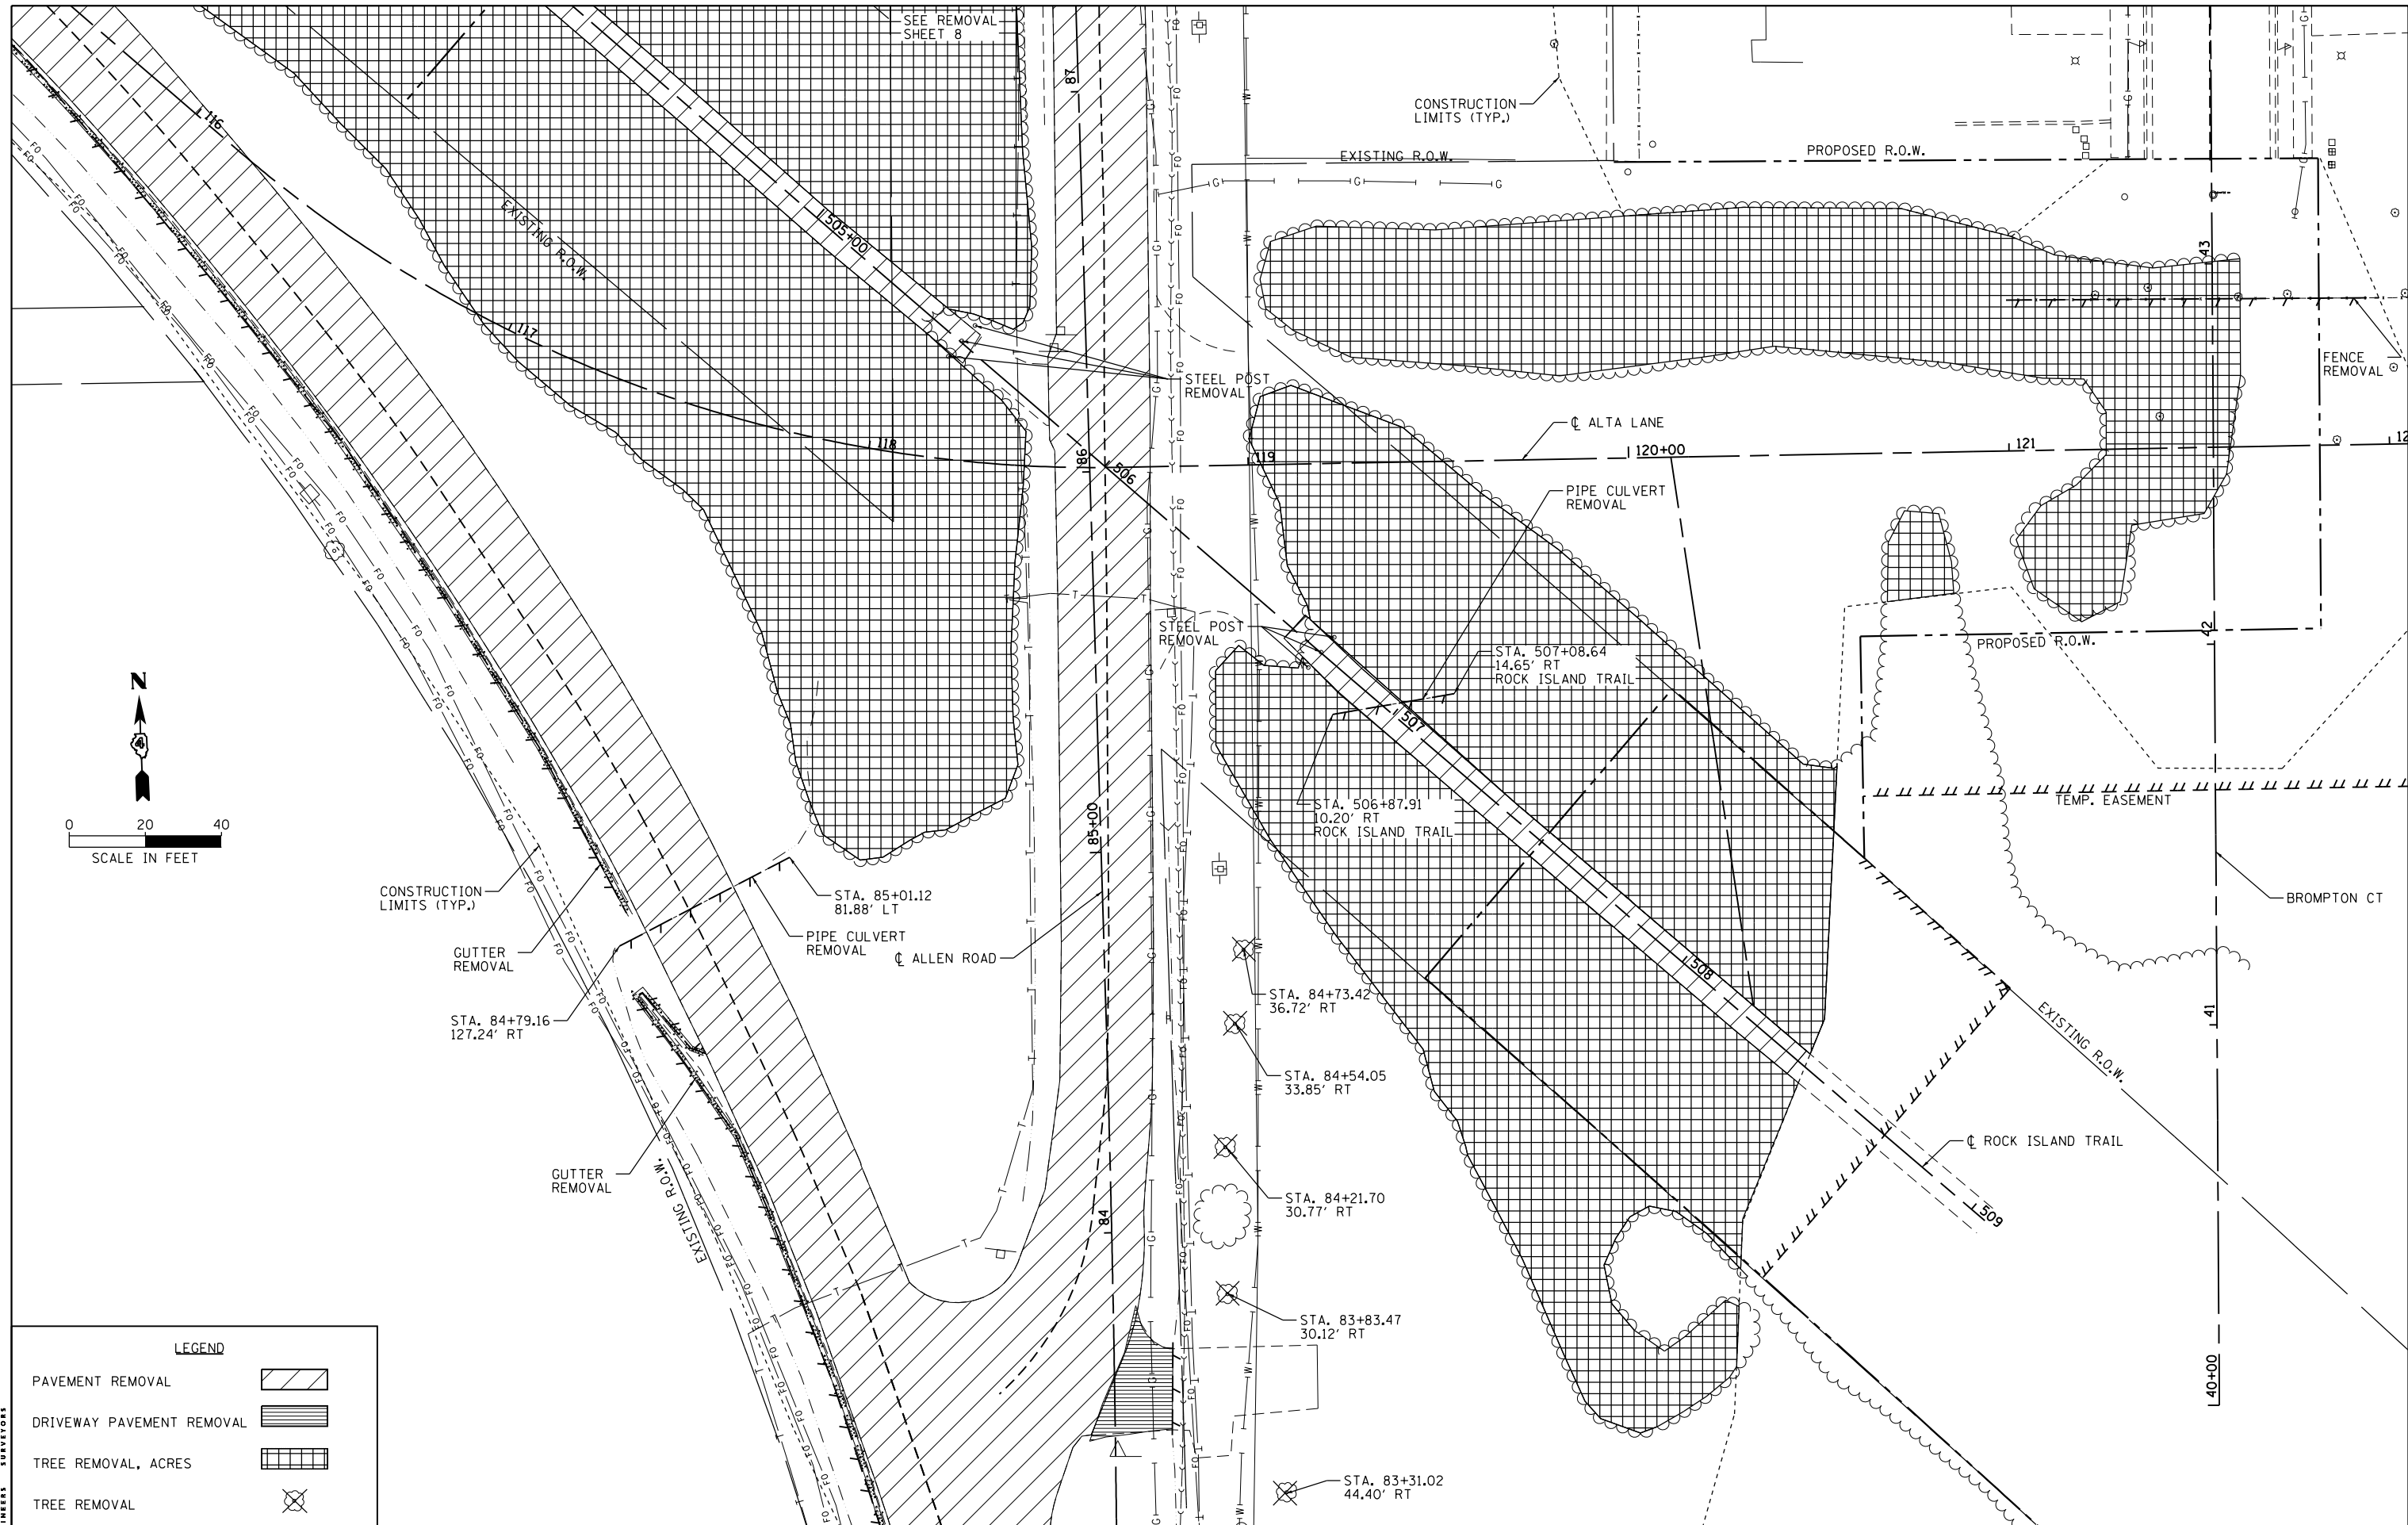 SEE REMOVAL
SHEET 8
87
CONSTRUCTION
LIMITS (TYP.)
EXISTING R.O.W.
PROPOSED R.O.W.
116
EXISTING R.O.W.
505+00
43
117
STEEL POST
REMOVAL
FENCE
REMOVAL
℄ ALTA LANE
118
86
506
119
120+00
121
12
PIPE CULVERT
REMOVAL
STEEL POST
REMOVAL
42
PROPOSED R.O.W.
STA. 507+08.64
14.65' RT
ROCK ISLAND TRAIL
507
N
0 20 40
SCALE IN FEET
85+00
STA. 506+87.91
10.20' RT
ROCK ISLAND TRAIL
TEMP. EASEMENT
CONSTRUCTION
LIMITS (TYP.)
STA. 85+01.12
81.88' LT
BROMPTON CT
PIPE CULVERT
REMOVAL
GUTTER
REMOVAL
℄ ALLEN ROAD
508
STA. 84+73.42
36.72' RT
STA. 84+79.16
127.24' RT
41
EXISTING R.O.W.
STA. 84+54.05
33.85' RT
℄ ROCK ISLAND TRAIL
GUTTER
REMOVAL
EXISTING R.O.W.
STA. 84+21.70
30.77' RT
84
509
STA. 83+83.47
30.12' RT
40+00
STA. 83+31.02
44.40' RT
LEGEND
PAVEMENT REMOVAL
DRIVEWAY PAVEMENT REMOVAL
TREE REMOVAL, ACRES
TREE REMOVAL
SURVEYORS